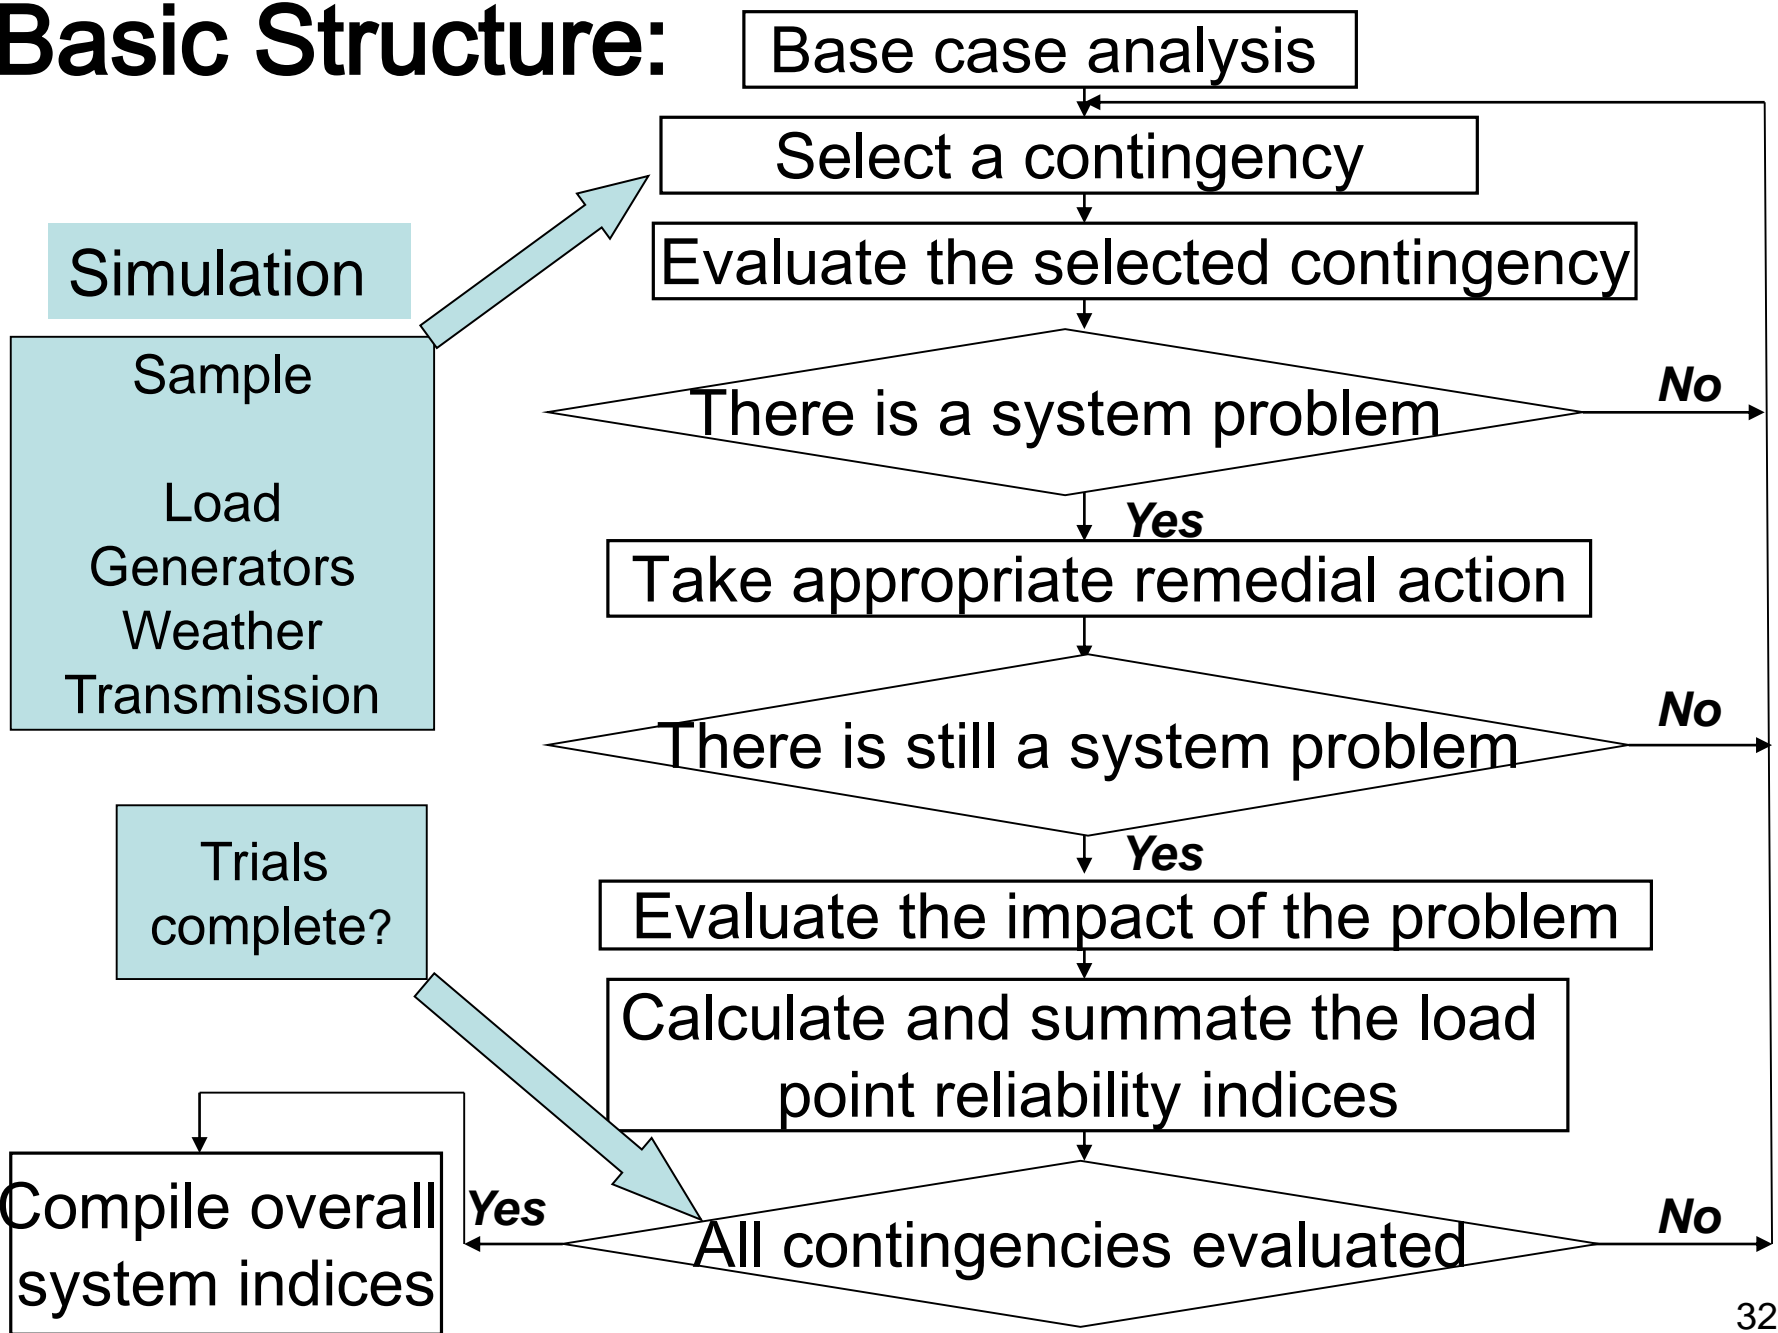 Basic Structure:
Base case analysis
Select a contingency
Evaluate the selected contingency
Simulation
Sample
Load
Generators
Weather
Transmission
There is a system problem
No
Yes
Take appropriate remedial action
There is still a system problem
No
Yes
Trials
complete?
Evaluate the impact of the problem
Calculate and summate the load
point reliability indices
All contingencies evaluated
No
Yes
Compile overall
system indices
32